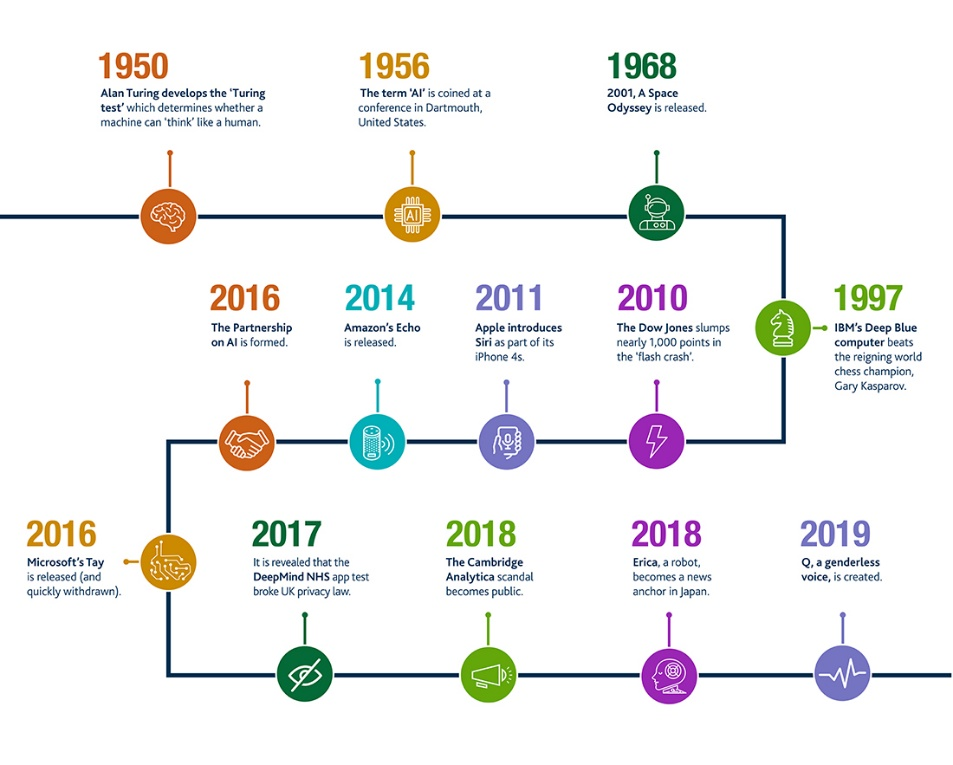 1950
Alan Turing develops the ‘Turing
test’ which determines whether a
machine can ‘think’ like a human.
1956
The term ‘AI’ is coined at a
conference in Dartmouth,
United States.
1968
2001, A Space
Odyssey is released.
AI
1997
IBM’s Deep Blue
computer beats
the reigning world
chess champion,
Gary Kasparov.
2010
The Dow Jones slumps
nearly 1,000 points in
the ‘flash crash’.
2011
Apple introduces
Siri as part of its
iPhone 4s.
2014
Amazon’s Echo
is released.
2016
The Partnership
on AI is formed.
2016
Microsoft’s Tay
is released (and
quickly withdrawn).
2017
It is revealed that the
DeepMind NHS app test
broke UK privacy law.
2018
The Cambridge
Analytica scandal
becomes public.
2018
Erica, a robot,
becomes a news
anchor in Japan.
2019
Q, a genderless
voice, is created.